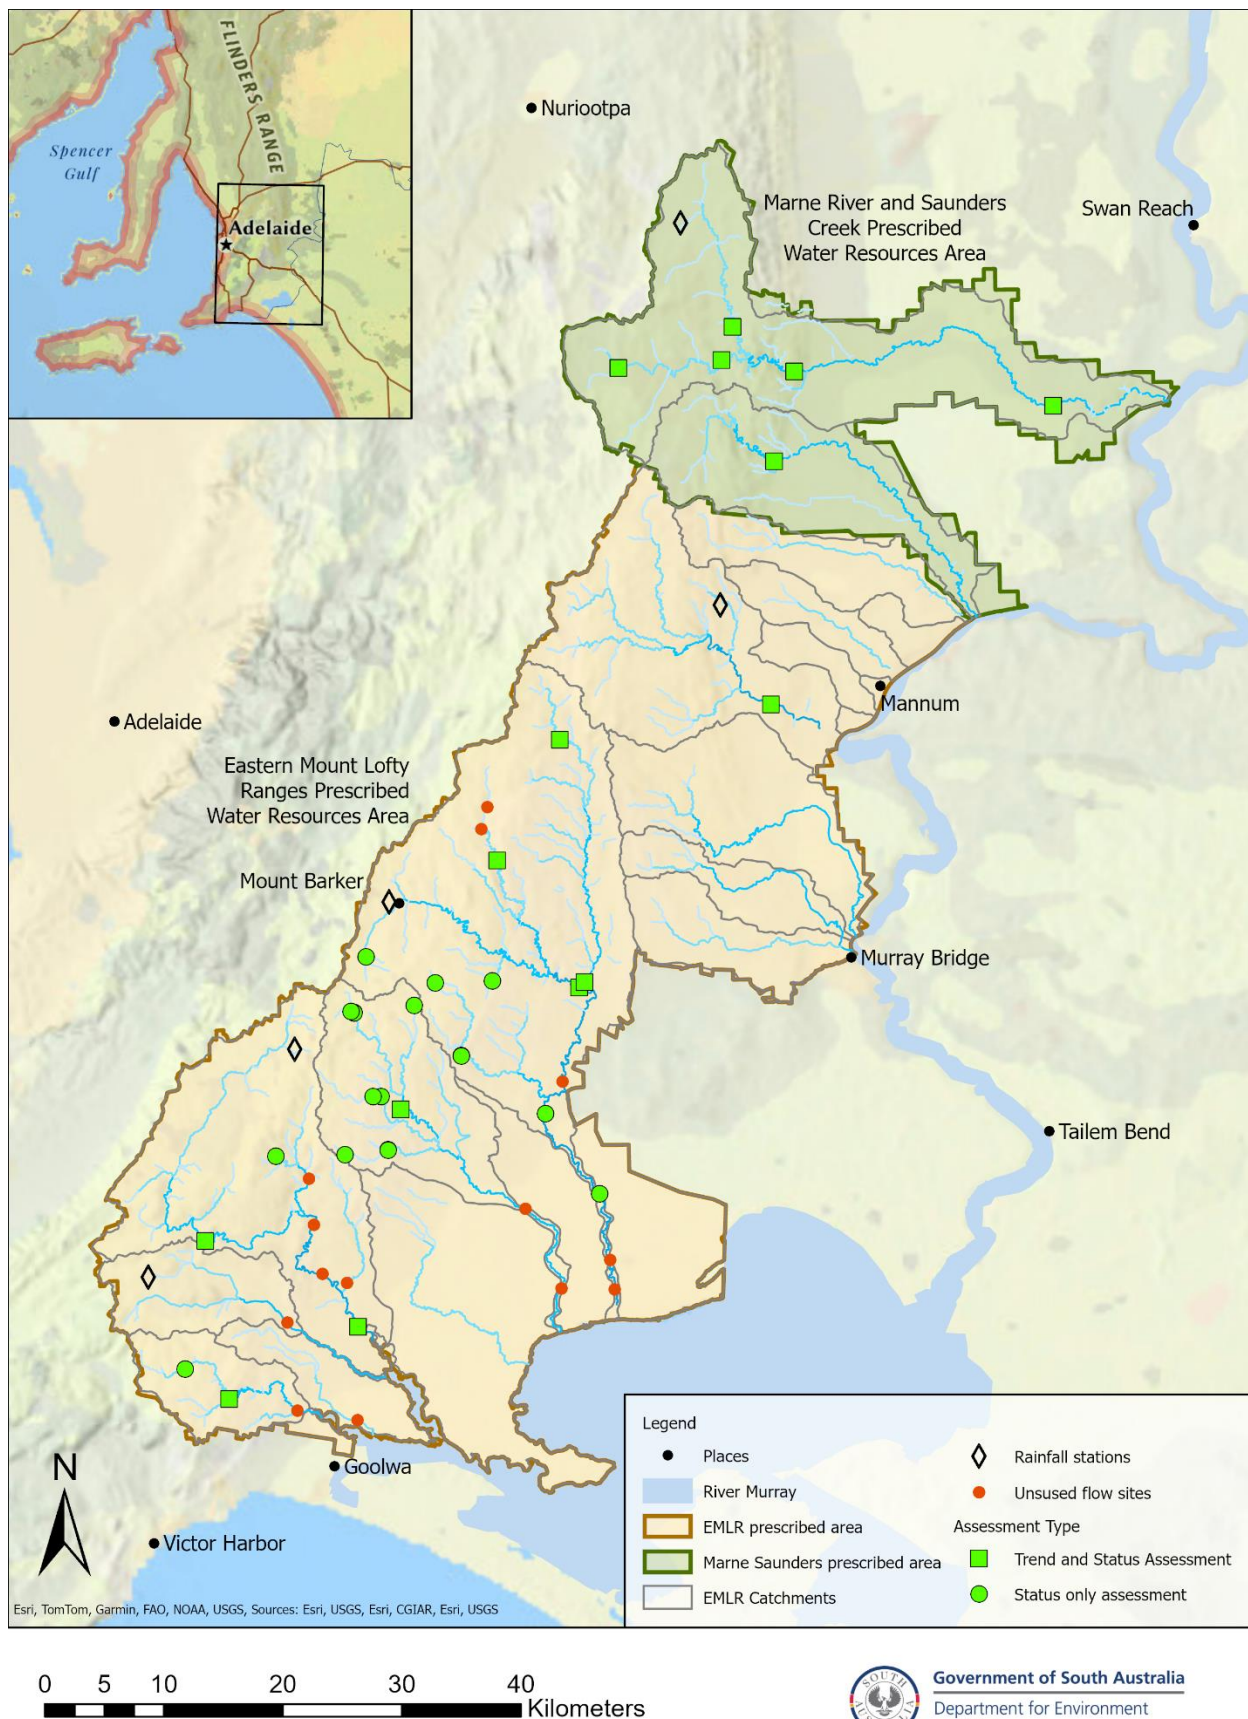 FLINDERS RANGE
Spencer
Gulf
Adelaide
Nuriootpa
Marne River and Saunders
Creek Prescribed
Water Resources Area
Swan Reach
Adelaide
Mannum
Eastern Mount Lofty
Ranges Prescribed
Water Resources Area
Mount Barker
Murray Bridge
Tailem Bend
Goolwa
Victor Harbor
N
Legend
Places
River Murray
EMLR prescribed area
Marne Saunders prescribed area
EMLR Catchments
Rainfall stations
Unsused flow sites
Assessment Type
Trend and Status Assessment
Status only assessment
Esri, TomTom, Garmin, FAO, NOAA, USGS, Sources: Esri, USGS, Esri, CGIAR, Esri, USGS
0 5 10 20 30 40
Kilometers
SOUTH
Government of South Australia
Department for Environment